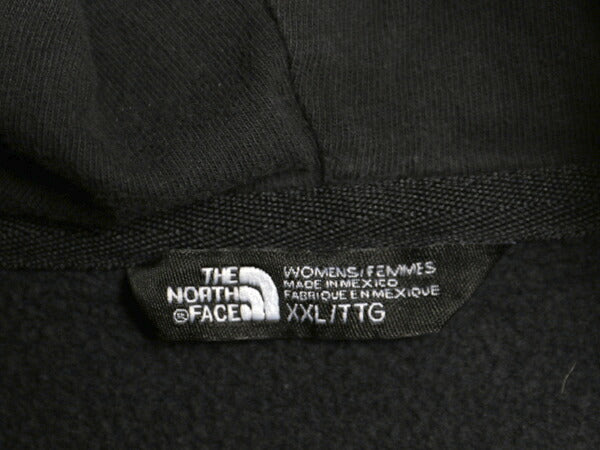 THE
NORTH
FACE
WOMENS/FEMMES
MADE IN MEXICO
FABRIQUE EN MEXIQUE
XXL/TTG